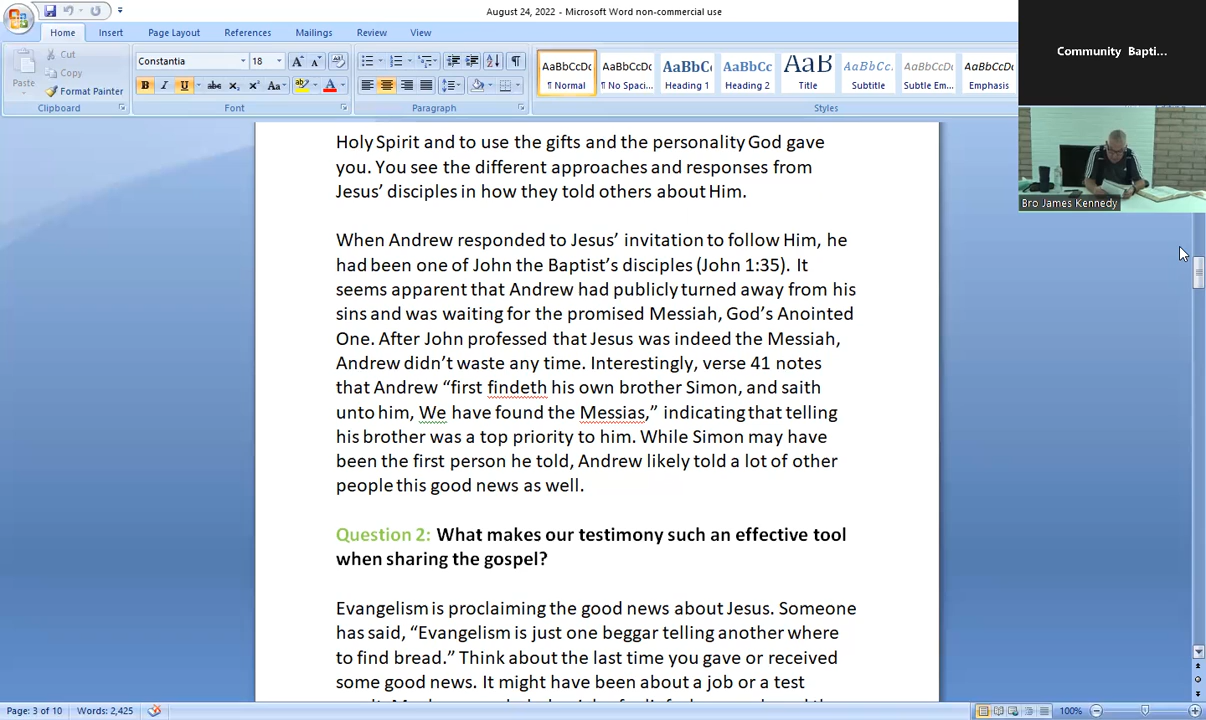 August 24, 2022 - Microsoft Word non-commercial use
Home Insert Page Layout References Mailings Review View
Paste
Cut
Copy
Format Painter
Clipboard
Constantia 18
B I U abc X₂ X² Aa
Font
Paragraph
AaBbCcDc ¶ Normal
AaBbCcDc ¶ No Spaci...
AaBbC Heading 1
AaBbCc Heading 2
AaB Title
AaBbCcI Subtitle
AaBbCcDc Subtle Em...
AaBbCcDc Emphasis
Styles
Community Bapti...
Bro James Kennedy
Holy Spirit and to use the gifts and the personality God gave
you. You see the different approaches and responses from
Jesus’ disciples in how they told others about Him.
When Andrew responded to Jesus’ invitation to follow Him, he
had been one of John the Baptist’s disciples (John 1:35). It
seems apparent that Andrew had publicly turned away from his
sins and was waiting for the promised Messiah, God’s Anointed
One. After John professed that Jesus was indeed the Messiah,
Andrew didn’t waste any time. Interestingly, verse 41 notes
that Andrew “first findeth his own brother Simon, and saith
unto him, We have found the Messias,” indicating that telling
his brother was a top priority to him. While Simon may have
been the first person he told, Andrew likely told a lot of other
people this good news as well.
Question 2: What makes our testimony such an effective tool
when sharing the gospel?
Evangelism is proclaiming the good news about Jesus. Someone
has said, “Evangelism is just one beggar telling another where
to find bread.” Think about the last time you gave or received
some good news. It might have been about a job or a test
Page: 3 of 10 Words: 2,425 100%